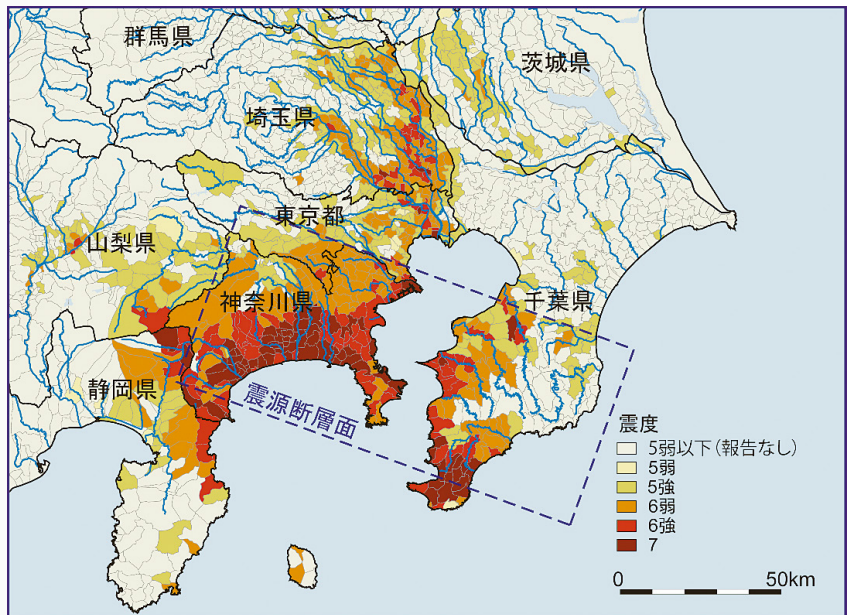 群馬県
茨城県
埼玉県
東京都
山梨県
神奈川県
千葉県
静岡県
震源断層面
震度
5弱以下(報告なし)
5弱
5強
6弱
6強
7
0 50km